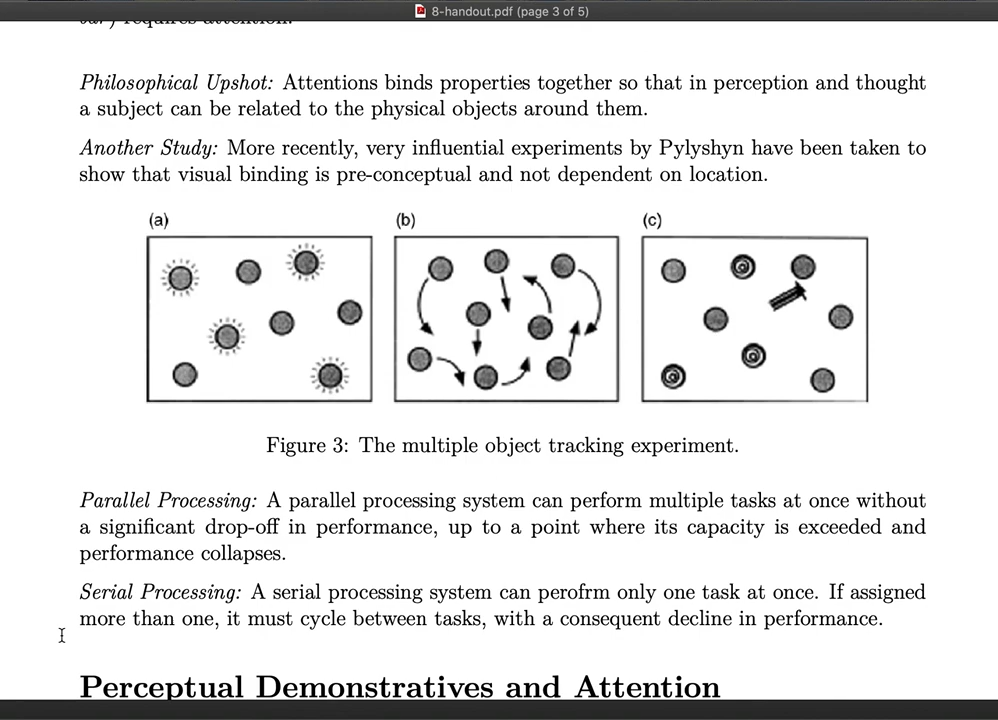 8-handout.pdf (page 3 of 5)
requires attention.
Philosophical Upshot: Attentions binds properties together so that in perception and thought
a subject can be related to the physical objects around them.
Another Study: More recently, very influential experiments by Pylyshyn have been taken to
show that visual binding is pre-conceptual and not dependent on location.
(a) (b) (c)
Figure 3: The multiple object tracking experiment.
Parallel Processing: A parallel processing system can perform multiple tasks at once without
a significant drop-off in performance, up to a point where its capacity is exceeded and
performance collapses.
Serial Processing: A serial processing system can perofrm only one task at once. If assigned
more than one, it must cycle between tasks, with a consequent decline in performance.
Perceptual Demonstratives and Attention